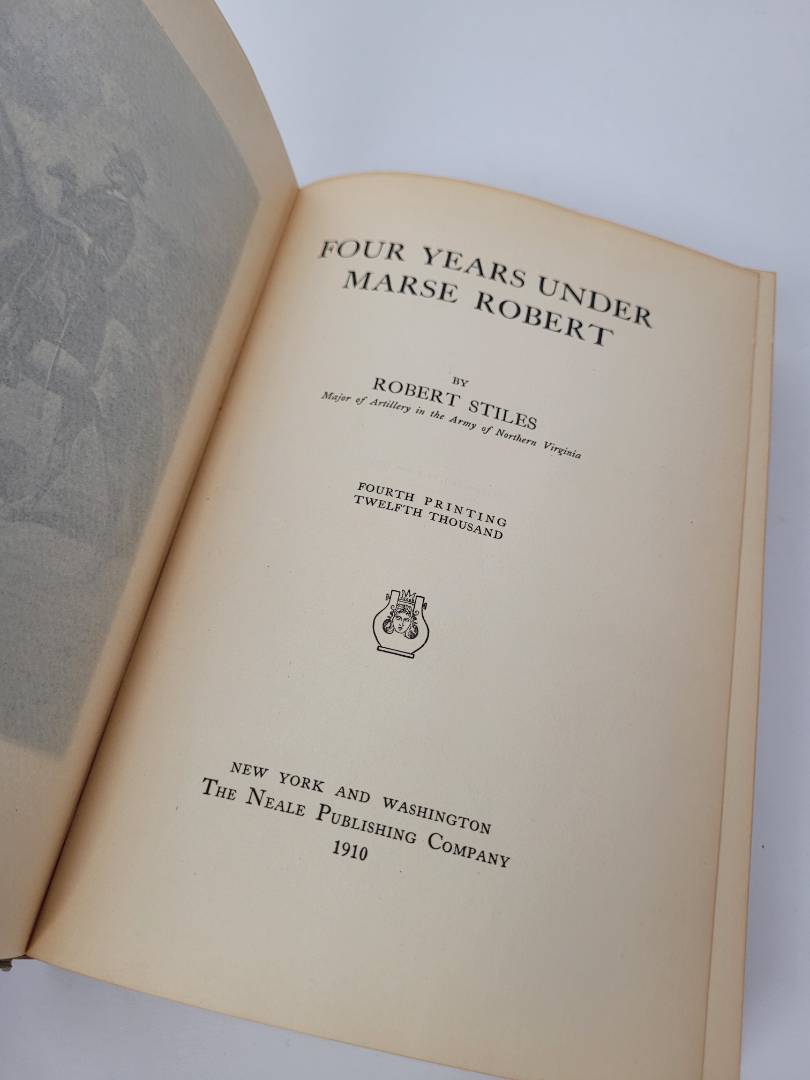 FOUR YEARS UNDER
MARSE ROBERT
BY
ROBERT STILES
Major of Artillery in the Army of Northern Virginia
FOURTH PRINTING
TWELFTH THOUSAND
NEW YORK AND WASHINGTON
THE NEALE PUBLISHING COMPANY
1910